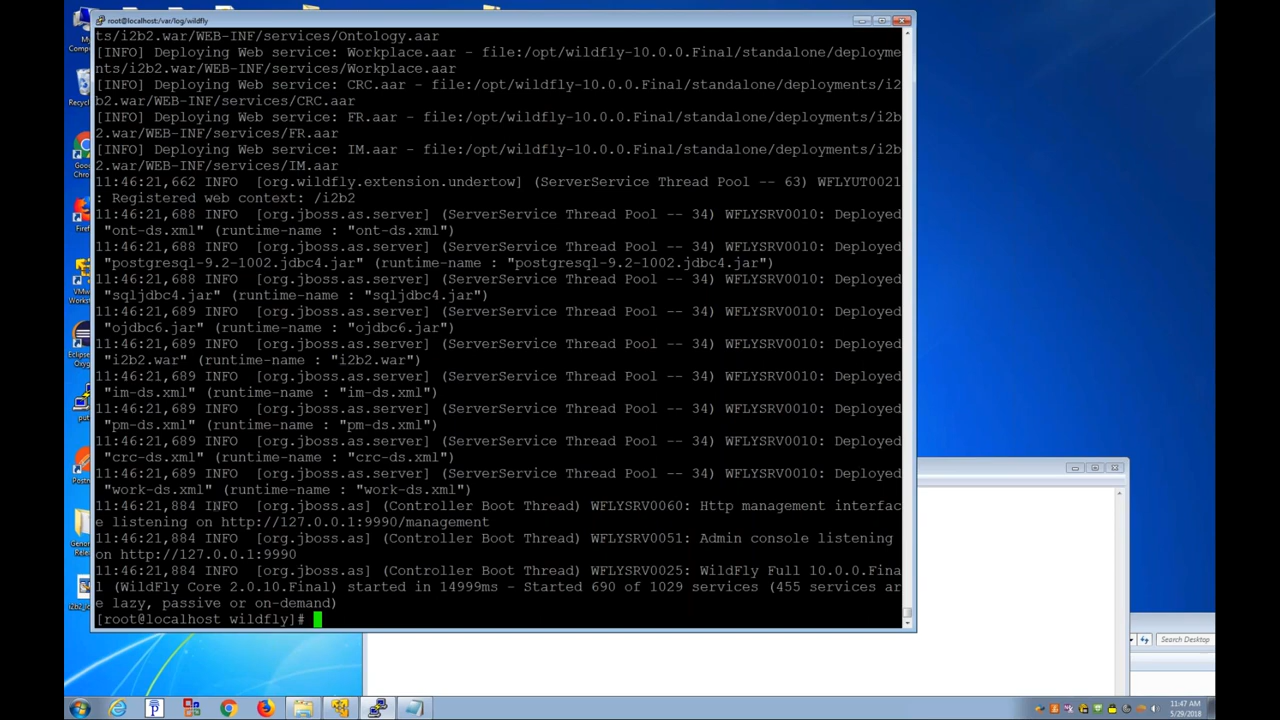 root@localhost:/var/log/wildfly
ts/i2b2.war/WEB-INF/services/Ontology.aar
[INFO] Deploying Web service: Workplace.aar - file:/opt/wildfly-10.0.0.Final/standalone/deployme
nts/i2b2.war/WEB-INF/services/Workplace.aar
[INFO] Deploying Web service: CRC.aar - file:/opt/wildfly-10.0.0.Final/standalone/deployments/i2
b2.war/WEB-INF/services/CRC.aar
[INFO] Deploying Web service: FR.aar - file:/opt/wildfly-10.0.0.Final/standalone/deployments/i2b
2.war/WEB-INF/services/FR.aar
[INFO] Deploying Web service: IM.aar - file:/opt/wildfly-10.0.0.Final/standalone/deployments/i2b
2.war/WEB-INF/services/IM.aar
11:46:21,662 INFO  [org.wildfly.extension.undertow] (ServerService Thread Pool -- 63) WFLYUT0021
: Registered web context: /i2b2
11:46:21,688 INFO  [org.jboss.as.server] (ServerService Thread Pool -- 34) WFLYSRV0010: Deployed
"ont-ds.xml" (runtime-name : "ont-ds.xml")
11:46:21,688 INFO  [org.jboss.as.server] (ServerService Thread Pool -- 34) WFLYSRV0010: Deployed
"postgresql-9.2-1002.jdbc4.jar" (runtime-name : "postgresql-9.2-1002.jdbc4.jar")
11:46:21,688 INFO  [org.jboss.as.server] (ServerService Thread Pool -- 34) WFLYSRV0010: Deployed
"sqljdbc4.jar" (runtime-name : "sqljdbc4.jar")
11:46:21,689 INFO  [org.jboss.as.server] (ServerService Thread Pool -- 34) WFLYSRV0010: Deployed
"ojdbc6.jar" (runtime-name : "ojdbc6.jar")
11:46:21,689 INFO  [org.jboss.as.server] (ServerService Thread Pool -- 34) WFLYSRV0010: Deployed
"i2b2.war" (runtime-name : "i2b2.war")
11:46:21,689 INFO  [org.jboss.as.server] (ServerService Thread Pool -- 34) WFLYSRV0010: Deployed
"im-ds.xml" (runtime-name : "im-ds.xml")
11:46:21,689 INFO  [org.jboss.as.server] (ServerService Thread Pool -- 34) WFLYSRV0010: Deployed
"pm-ds.xml" (runtime-name : "pm-ds.xml")
11:46:21,689 INFO  [org.jboss.as.server] (ServerService Thread Pool -- 34) WFLYSRV0010: Deployed
"crc-ds.xml" (runtime-name : "crc-ds.xml")
11:46:21,689 INFO  [org.jboss.as.server] (ServerService Thread Pool -- 34) WFLYSRV0010: Deployed
"work-ds.xml" (runtime-name : "work-ds.xml")
11:46:21,884 INFO  [org.jboss.as] (Controller Boot Thread) WFLYSRV0060: Http management interfac
e listening on http://127.0.0.1:9990/management
11:46:21,884 INFO  [org.jboss.as] (Controller Boot Thread) WFLYSRV0051: Admin console listening
on http://127.0.0.1:9990
11:46:21,884 INFO  [org.jboss.as] (Controller Boot Thread) WFLYSRV0025: WildFly Full 10.0.0.Fina
l (WildFly Core 2.0.10.Final) started in 14999ms - Started 690 of 1029 services (455 services ar
e lazy, passive or on-demand)
[root@localhost wildfly]#
Search Desktop
11:47 AM
5/29/2018